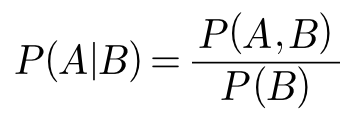 P(A|B) = P(A, B) / P(B)